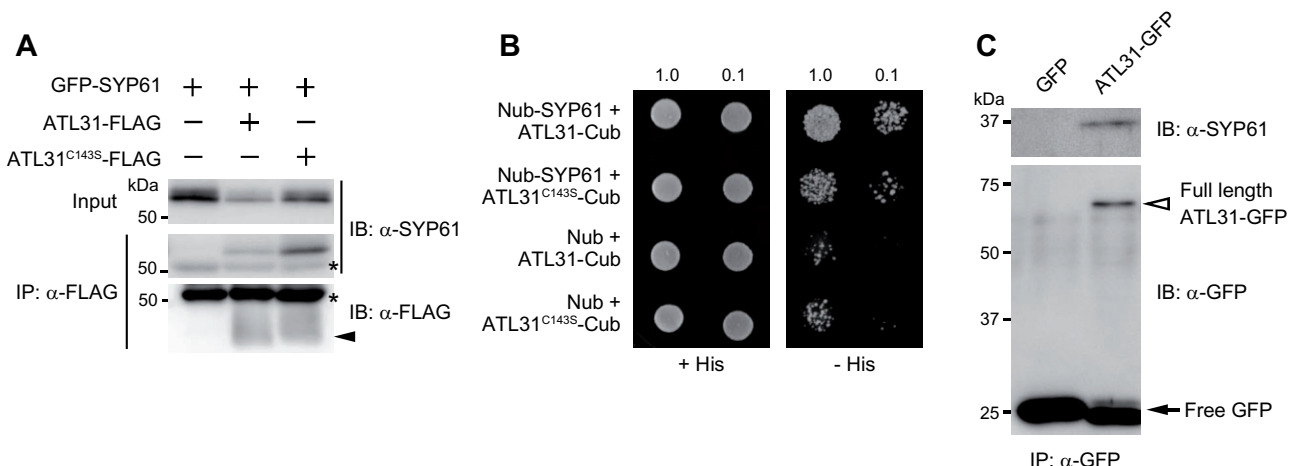 A
GFP-SYP61 + + +
ATL31-FLAG − + −
ATL31C143S-FLAG − − +
kDa
Input
50
IB: α-SYP61
50 *
IP: α-FLAG
50 *
IB: α-FLAG
B
1.0 0.1 1.0 0.1
Nub-SYP61 +
ATL31-Cub
Nub-SYP61 +
ATL31C143S-Cub
Nub +
ATL31-Cub
Nub +
ATL31C143S-Cub
+ His - His
C
GFP ATL31-GFP
kDa
37
IB: α-SYP61
75
Full length
ATL31-GFP
50
IB: α-GFP
37
25
Free GFP
IP: α-GFP